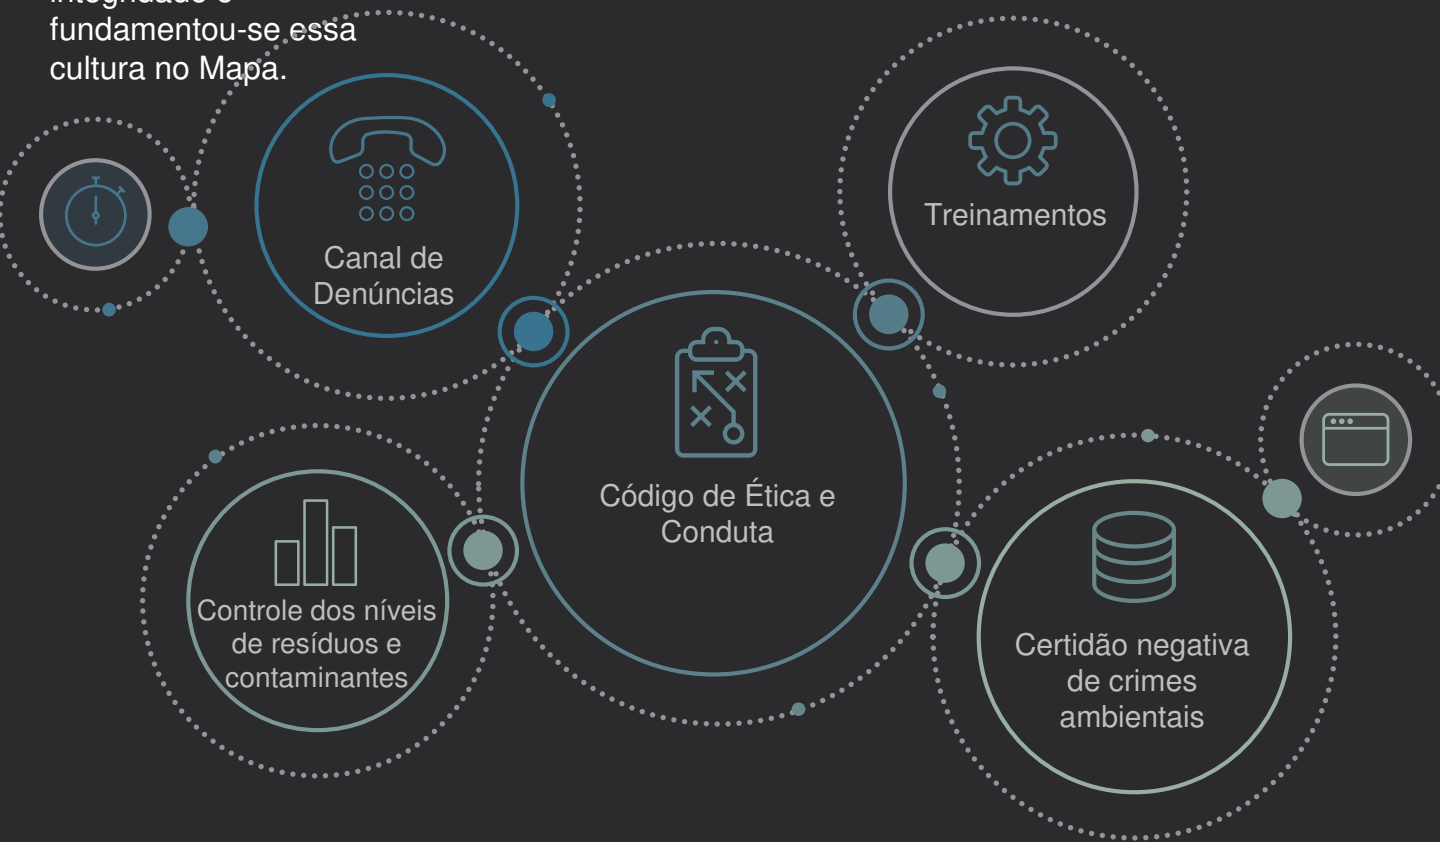 integridade e
fundamentou-se essa
cultura no Mapa.
Canal de
Denúncias
Treinamentos
Código de Ética e
Conduta
Controle dos níveis
de resíduos e
contaminantes
Certidão negativa
de crimes
ambientais